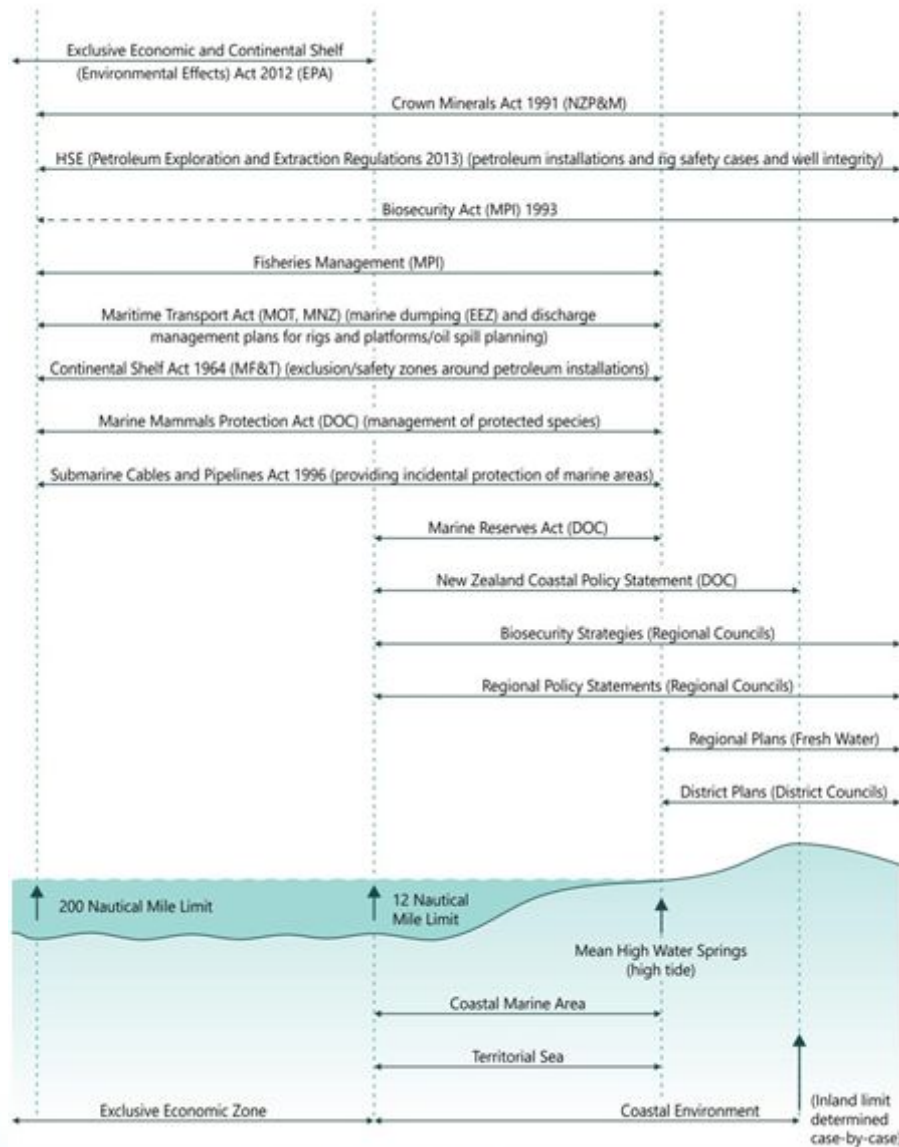 Exclusive Economic and Continental Shelf
(Environmental Effects) Act 2012 (EPA)
Crown Minerals Act 1991 (NZP&M)
HSE (Petroleum Exploration and Extraction Regulations 2013) (petroleum installations and rig safety cases and well integrity)
Biosecurity Act (MPI) 1993
Fisheries Management (MPI)
Maritime Transport Act (MOT, MNZ) (marine dumping (EEZ) and discharge
management plans for rigs and platforms/oil spill planning)
Continental Shelf Act 1964 (MF&T) (exclusion/safety zones around petroleum installations)
Marine Mammals Protection Act (DOC) (management of protected species)
Submarine Cables and Pipelines Act 1996 (providing incidental protection of marine areas)
Marine Reserves Act (DOC)
New Zealand Coastal Policy Statement (DOC)
Biosecurity Strategies (Regional Councils)
Regional Policy Statements (Regional Councils)
Regional Plans (Fresh Water)
District Plans (District Councils)
200 Nautical Mile Limit
12 Nautical
Mile Limit
Mean High Water Springs
(high tide)
Coastal Marine Area
Territorial Sea
Exclusive Economic Zone
Coastal Environment
(Inland limit
determined
case-by-case)